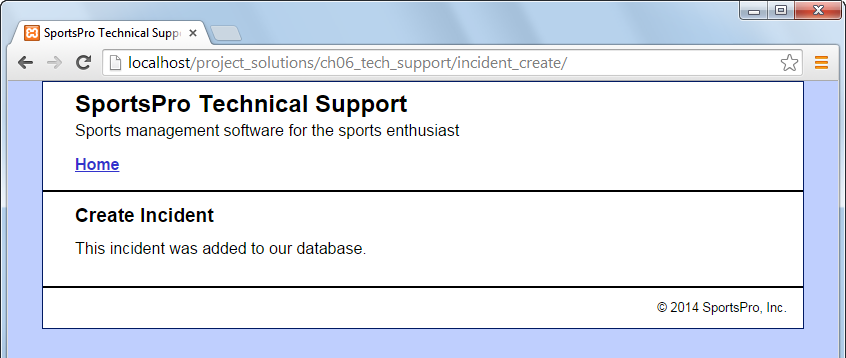 SportsPro Technical Supp
localhost/project_solutions/ch06_tech_support/incident_create/
SportsPro Technical Support
Sports management software for the sports enthusiast
Home
Create Incident
This incident was added to our database.
© 2014 SportsPro, Inc.